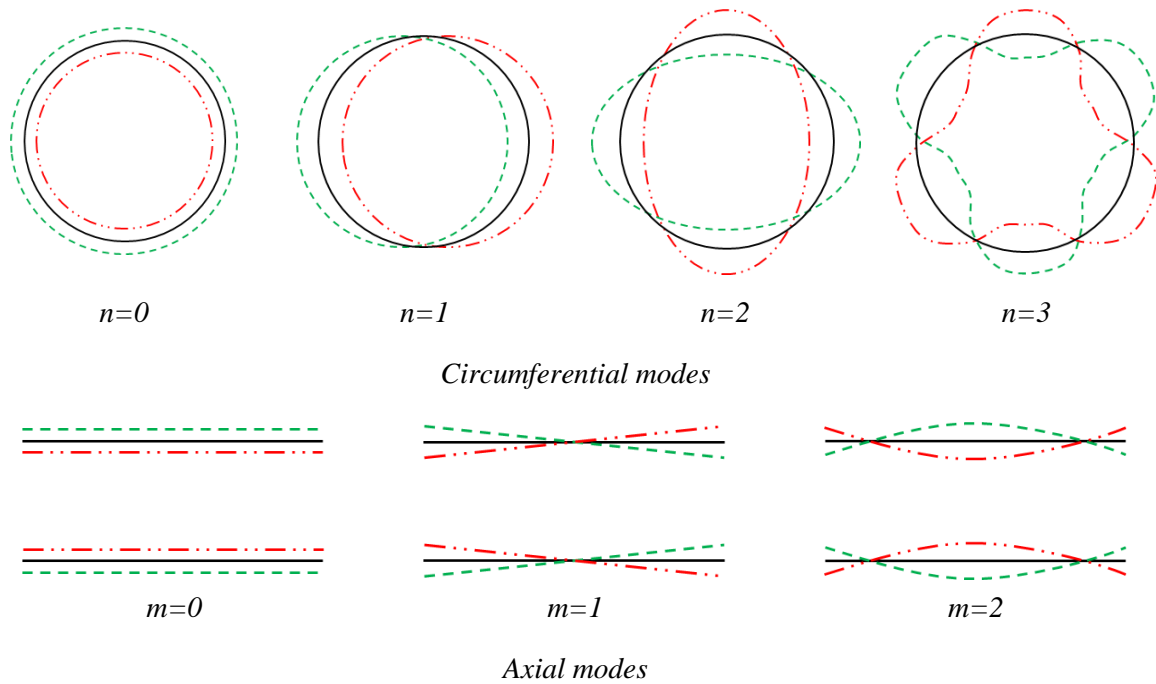 n=0 n=1 n=2 n=3
Circumferential modes
m=0 m=1 m=2
Axial modes